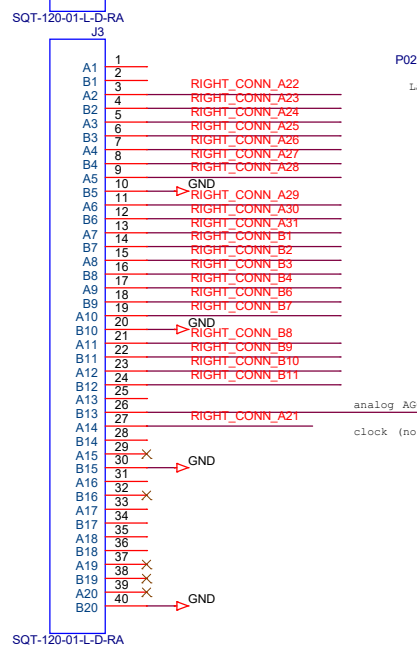 SQT-120-01-L-D-RA
J3
1 P02
A1
2
B1
3 RIGHT_CONN_A22
A2
4 RIGHT_CONN_A23
B2
5 RIGHT_CONN_A24
A3
6 RIGHT_CONN_A25
B3
7 RIGHT_CONN_A26
A4
8 RIGHT_CONN_A27
B4
9 RIGHT_CONN_A28
A5
10 GND
B5
11 RIGHT_CONN_A29
A6
12 RIGHT_CONN_A30
B6
13 RIGHT_CONN_A31
A7
14 RIGHT_CONN_B1
B7
15 RIGHT_CONN_B2
A8
16 RIGHT_CONN_B3
B8
17 RIGHT_CONN_B4
A9
18 RIGHT_CONN_B6
B9
19 RIGHT_CONN_B7
A10
20 GND
B10
21 RIGHT_CONN_B8
A11
22 RIGHT_CONN_B9
B11
23 RIGHT_CONN_B10
A12
24 RIGHT_CONN_B11
B12
25
A13
26 analog AG
B13
27 RIGHT_CONN_A21
A14
28 clock (no
B14
29
A15
30 GND
B15
31
A16
32
B16
33
A17
34
B17
35
A18
36
B18
37
A19
38
B19
39
A20
40 GND
B20
SQT-120-01-L-D-RA